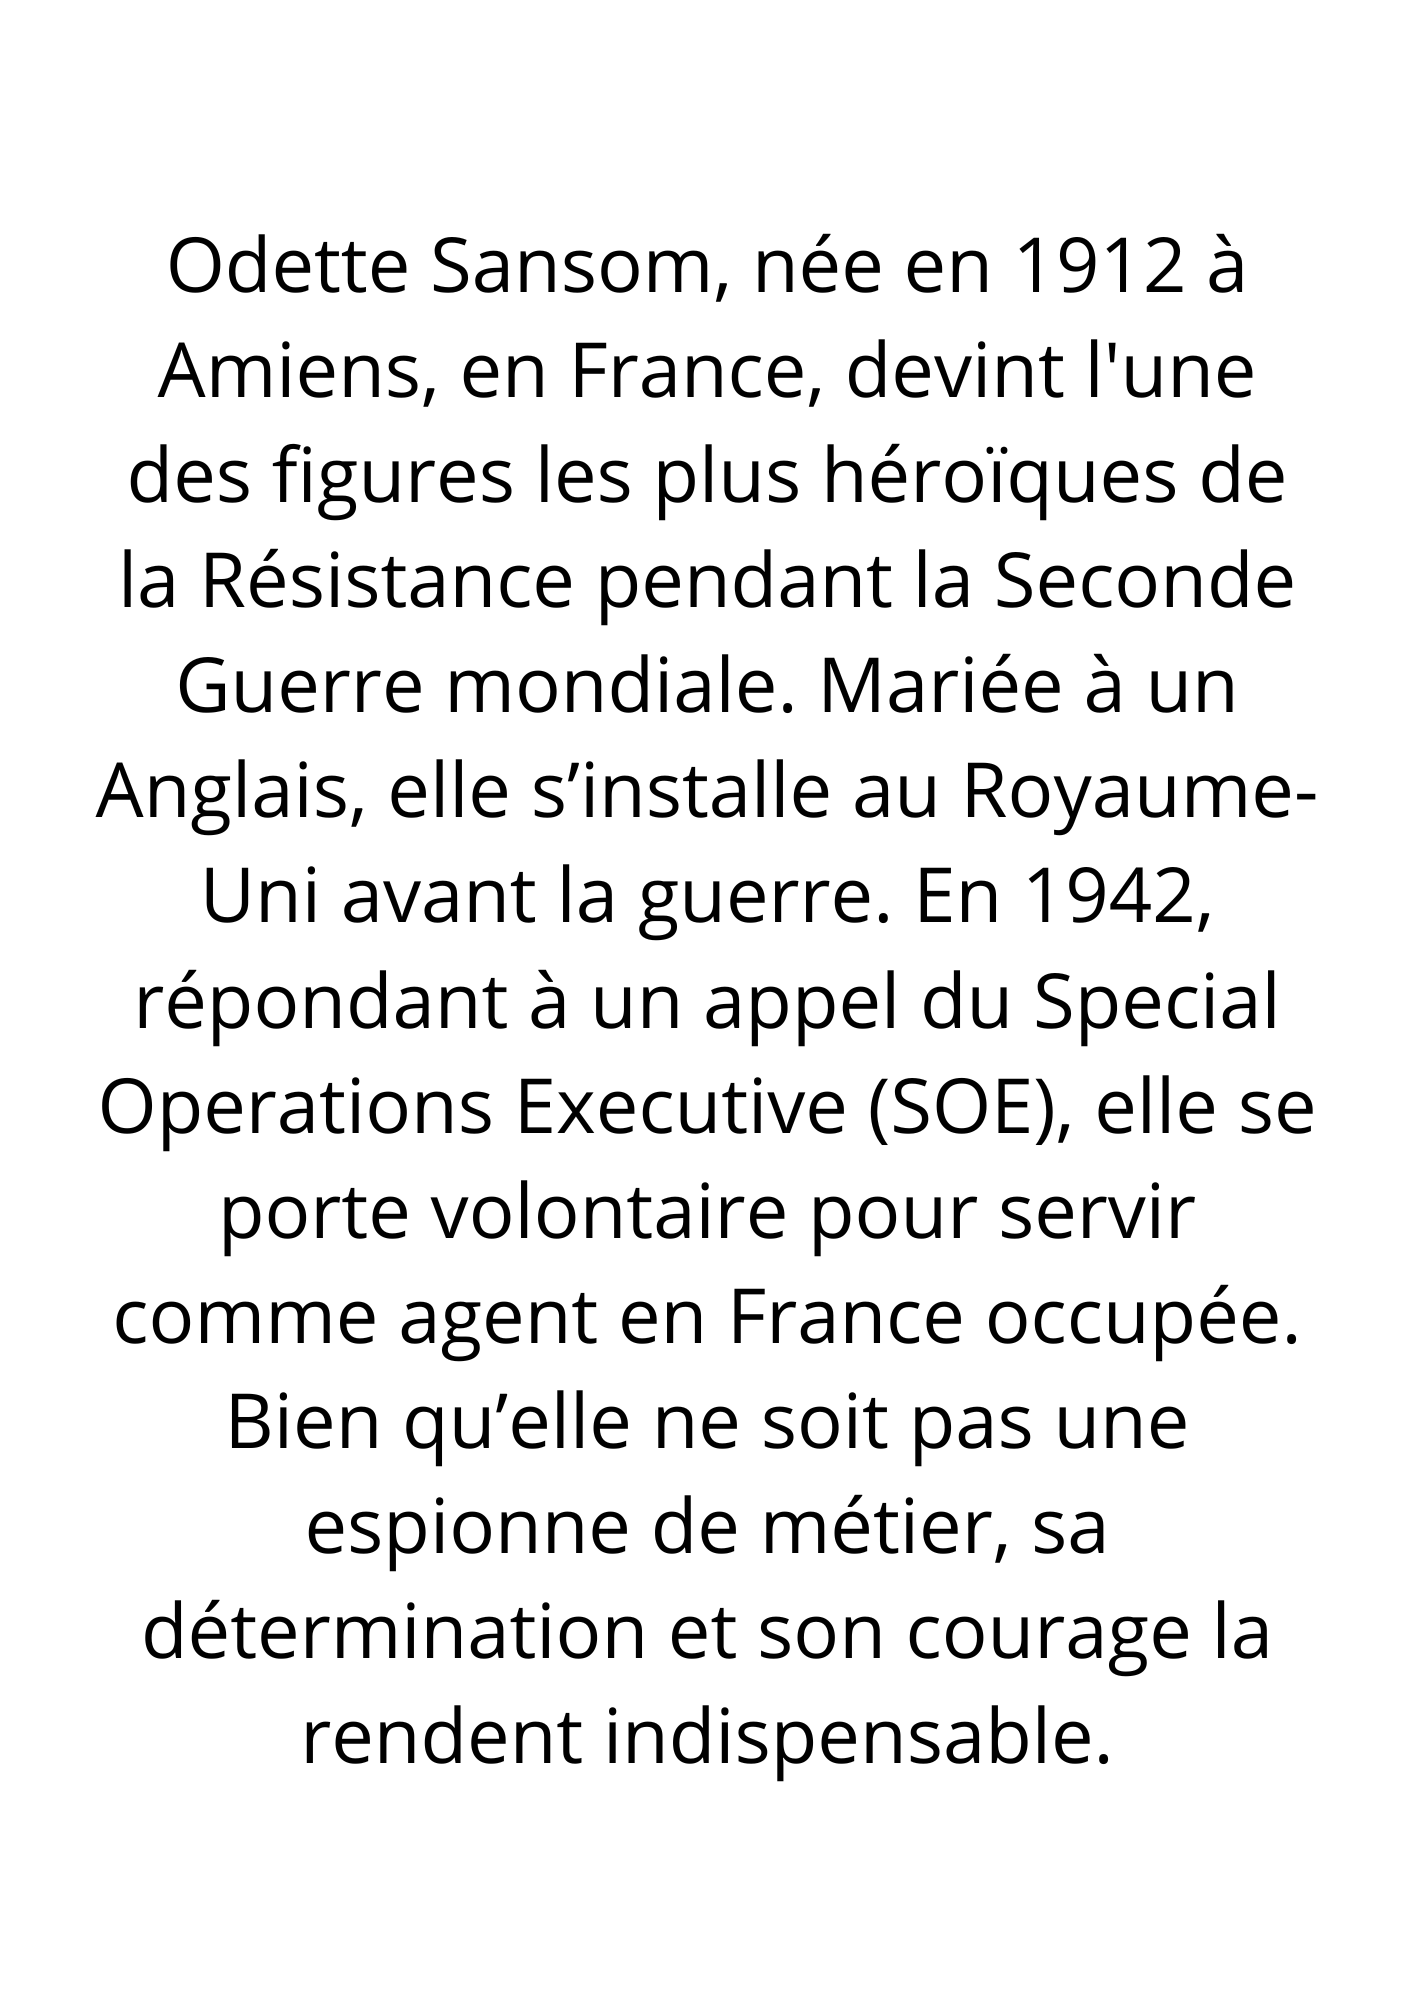 Odette Sansom, née en 1912 à
Amiens, en France, devint l'une
des figures les plus héroïques de
la Résistance pendant la Seconde
Guerre mondiale. Mariée à un
Anglais, elle s’installe au Royaume-
Uni avant la guerre. En 1942,
répondant à un appel du Special
Operations Executive (SOE), elle se
porte volontaire pour servir
comme agent en France occupée.
Bien qu’elle ne soit pas une
espionne de métier, sa
détermination et son courage la
rendent indispensable.